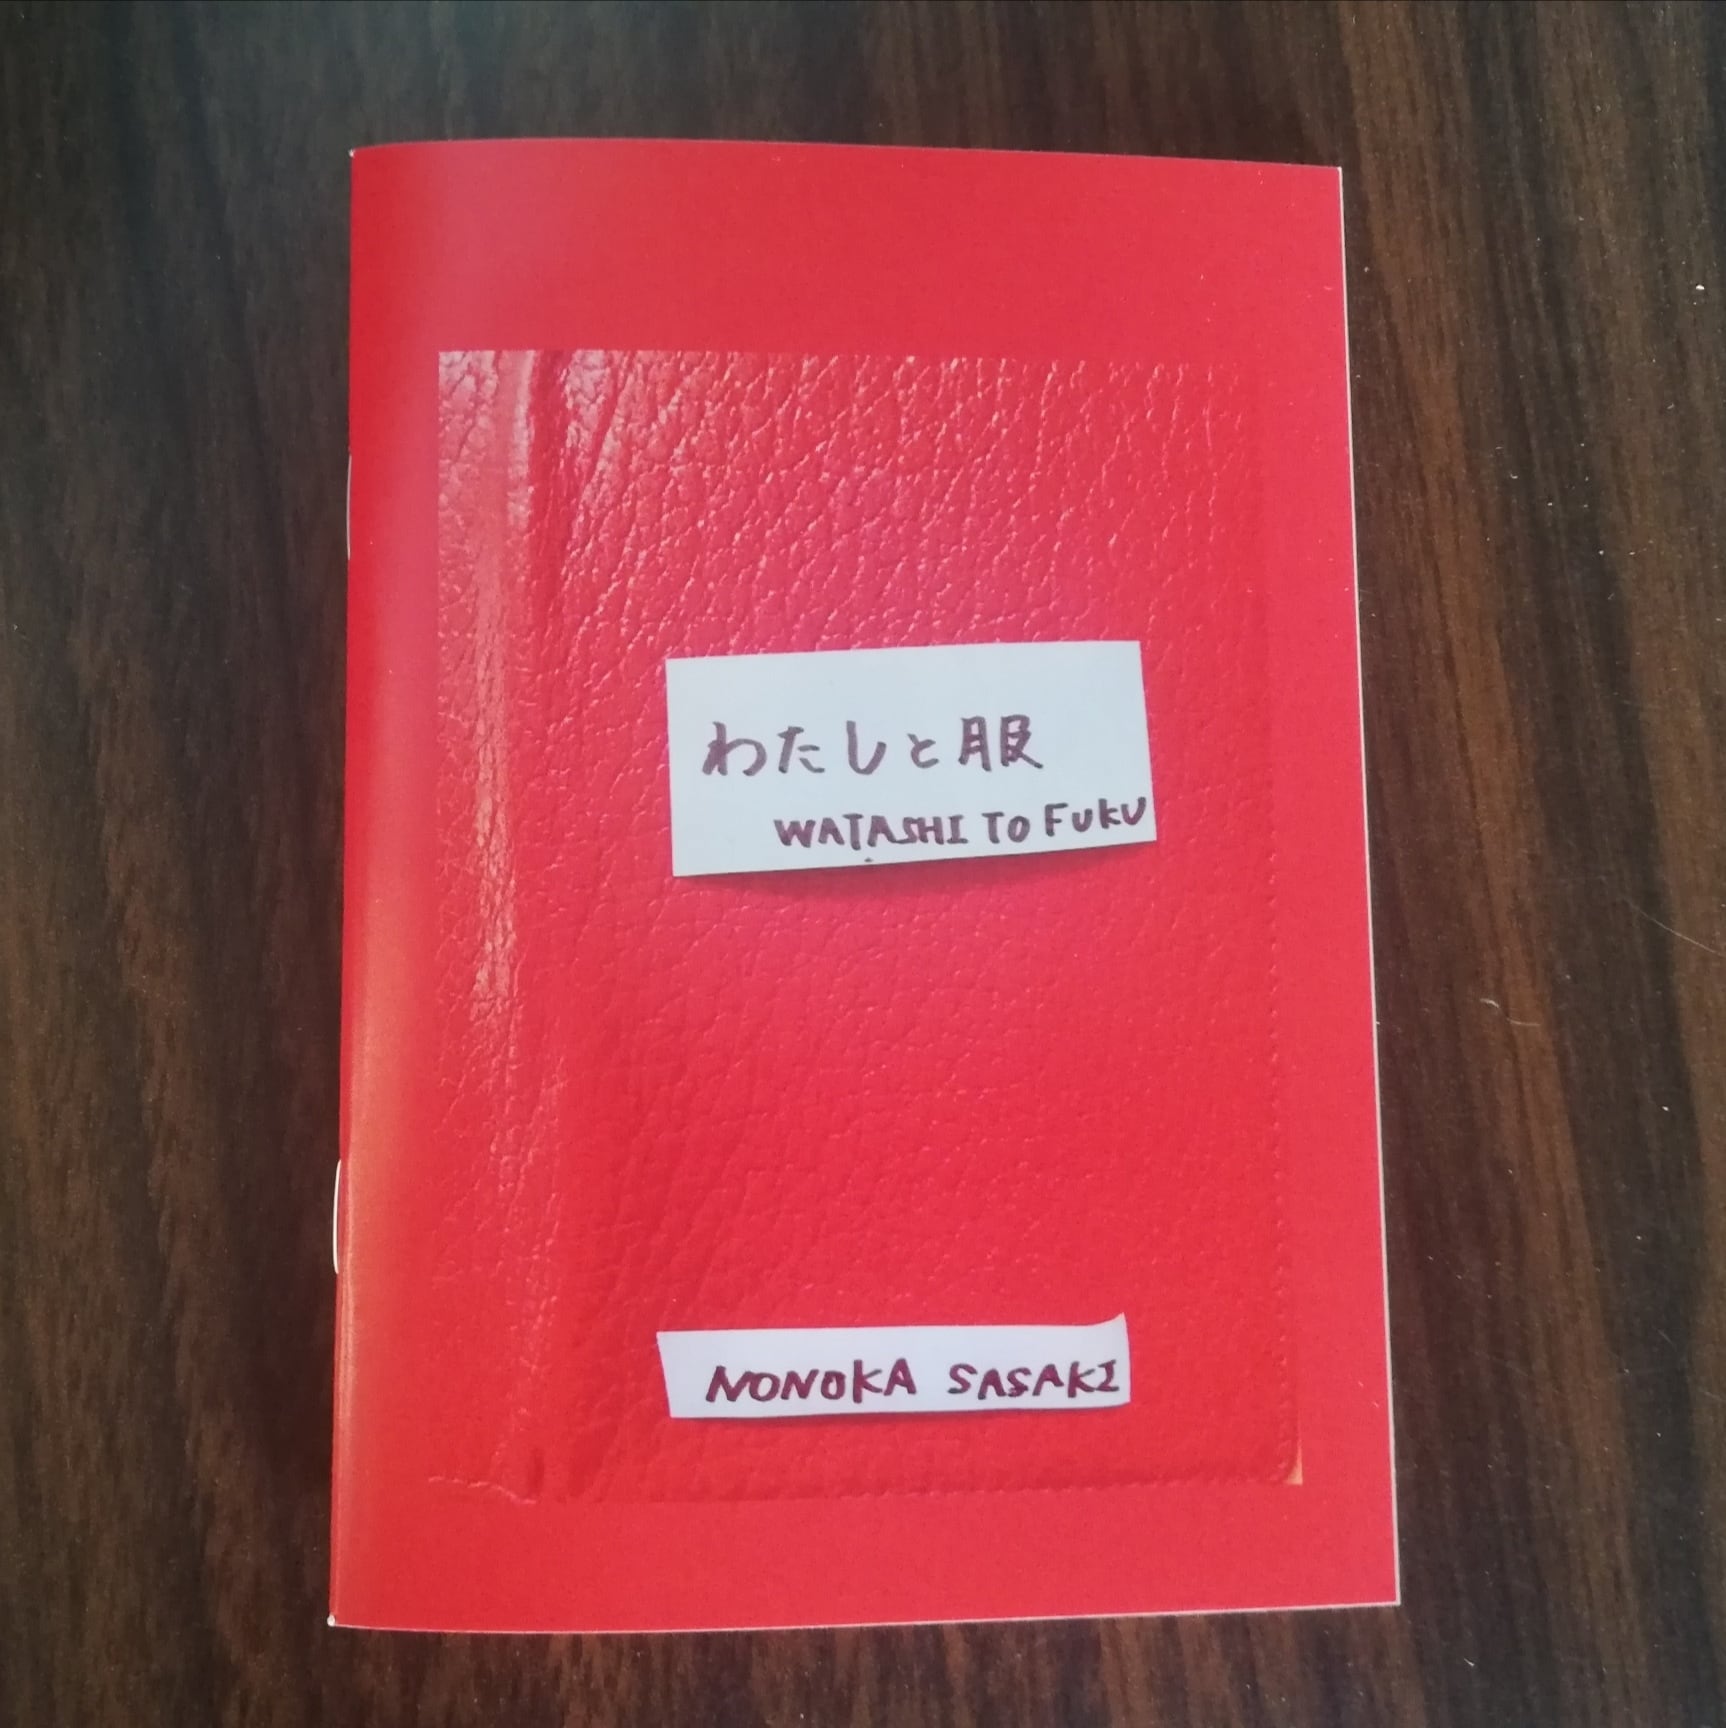 わたしと服
WATASHI TO FUKU
NONOKA SASAKI